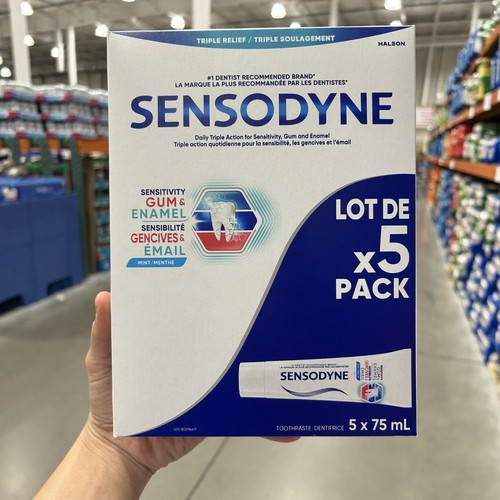 TRIPLE RELIEF / TRIPLE SOULAGEMENT
HALEON
#1 DENTIST RECOMMENDED BRAND*
LA MARQUE LA PLUS RECOMMANDÉE PAR LES DENTISTES*
SENSODYNE
Daily Triple Action for Sensitivity, Gum and Enamel
Triple action quotidienne pour la sensibilité, les gencives et l'émail
SENSITIVITY
GUM &
ENAMEL
SENSIBILITÉ
GENCIVES &
ÉMAIL
MINT/MENTHE
LOT DE
x5
PACK
SENSODYNE
TOOTHPASTE · DENTIFRICE 5 x 75 mL